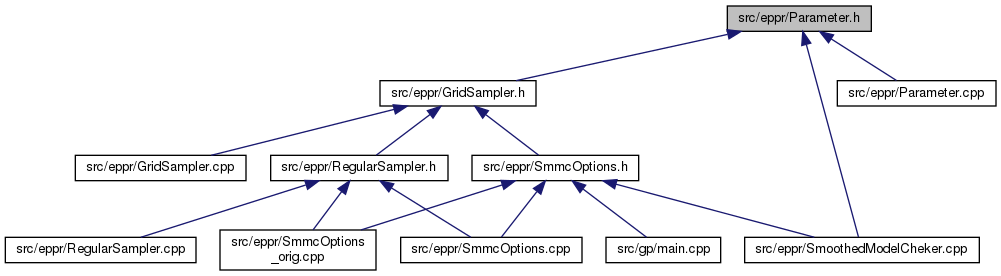 src/eppr/Parameter.h
src/eppr/GridSampler.h
src/eppr/Parameter.cpp
src/eppr/GridSampler.cpp
src/eppr/RegularSampler.h
src/eppr/SmmcOptions.h
src/eppr/RegularSampler.cpp
src/eppr/SmmcOptions
_orig.cpp
src/eppr/SmmcOptions.cpp
src/gp/main.cpp
src/eppr/SmoothedModelCheker.cpp